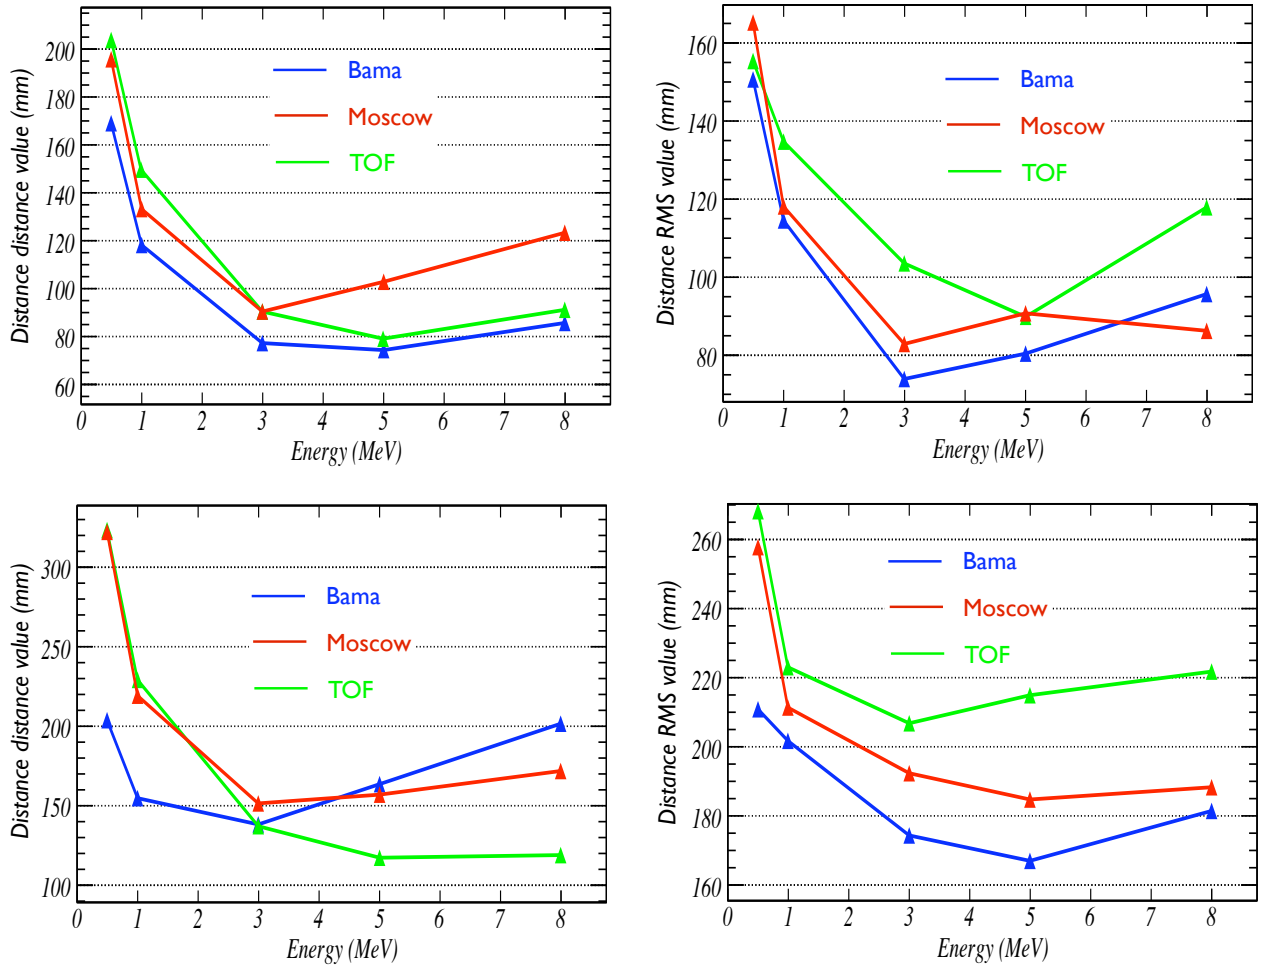 Distance distance value (mm)
200
180
160
140
120
100
80
60
Bama
Moscow
TOF
0 1 2 3 4 5 6 7 8
Energy (MeV)
Distance RMS value (mm)
160
140
120
100
80
Bama
Moscow
TOF
0 1 2 3 4 5 6 7 8
Energy (MeV)
Distance distance value (mm)
300
250
200
150
100
Bama
Moscow
TOF
0 1 2 3 4 5 6 7 8
Energy (MeV)
Distance RMS value (mm)
260
240
220
200
180
160
Bama
Moscow
TOF
0 1 2 3 4 5 6 7 8
Energy (MeV)